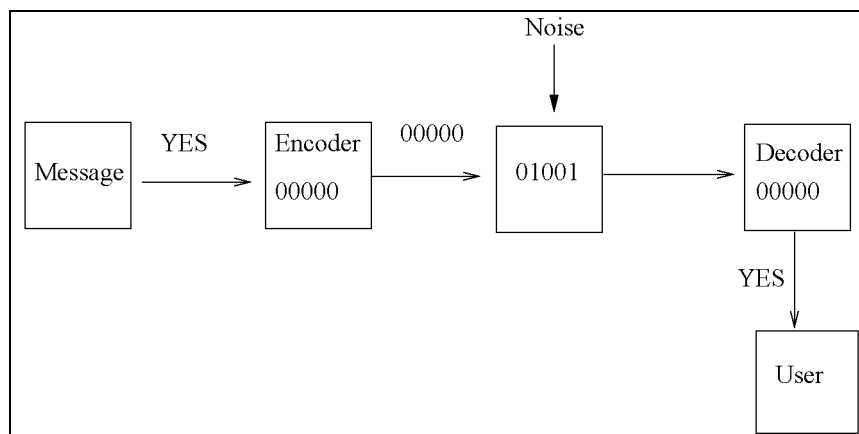 Noise
YES
00000
Message
Encoder
00000
01001
Decoder
00000
YES
User